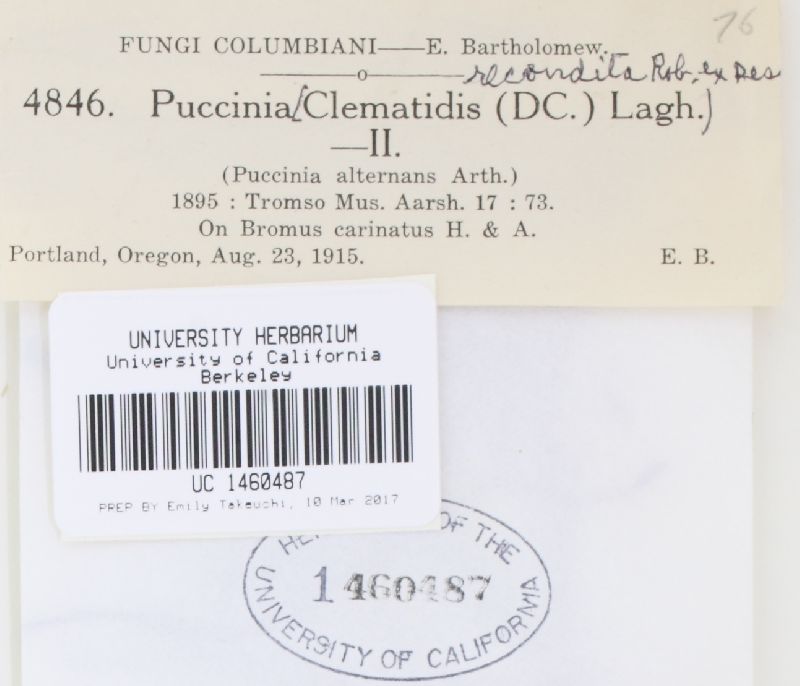 76
FUNGI COLUMBIANI—E. Bartholomew.
recondita Rob. ex Des
4846. Puccinia (Clematidis (DC.) Lagh.)
—II.
(Puccinia alternans Arth.)
1895 : Tromso Mus. Aarsh. 17 : 73.
On Bromus carinatus H. & A.
Portland, Oregon, Aug. 23, 1915. E. B.
UNIVERSITY HERBARIUM
University of California
Berkeley
UC 1460487
PREP BY Emily Takeuchi, 10 Mar 2017
OF THE
1460487
UNIVERSITY OF CALIFORNIA